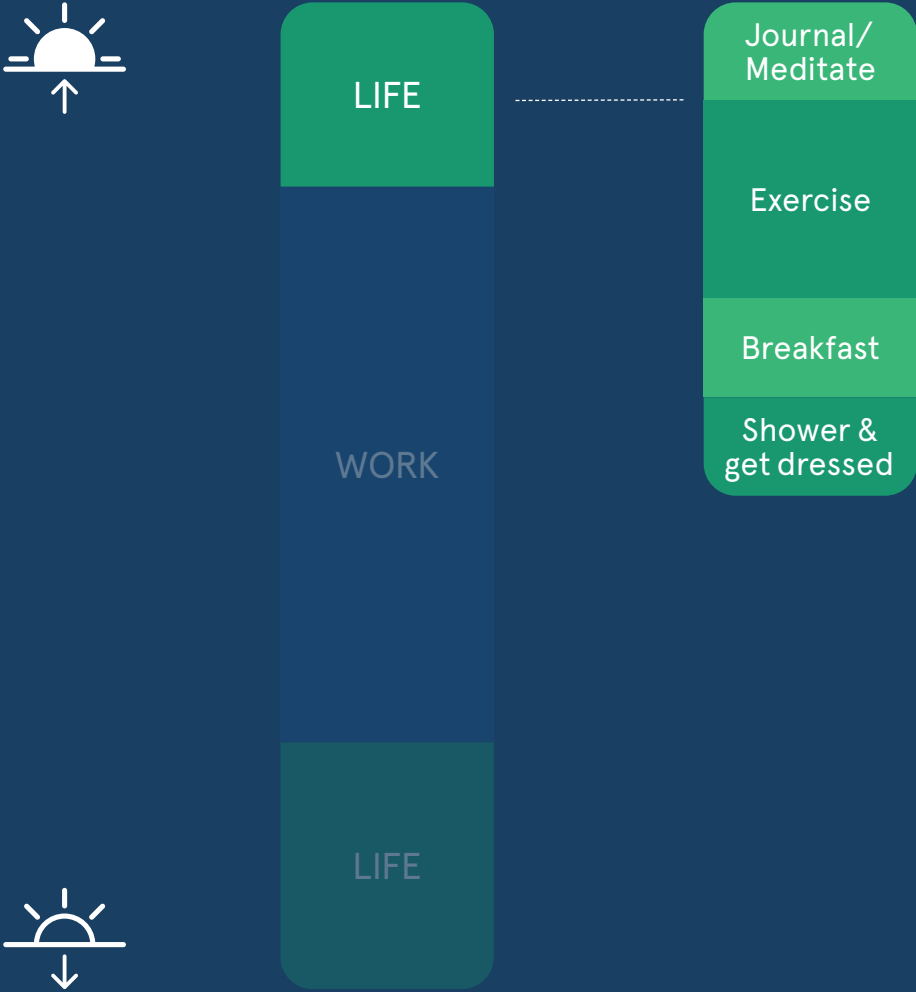 LIFE
WORK
LIFE
Journal/
Meditate
Exercise
Breakfast
Shower &
get dressed